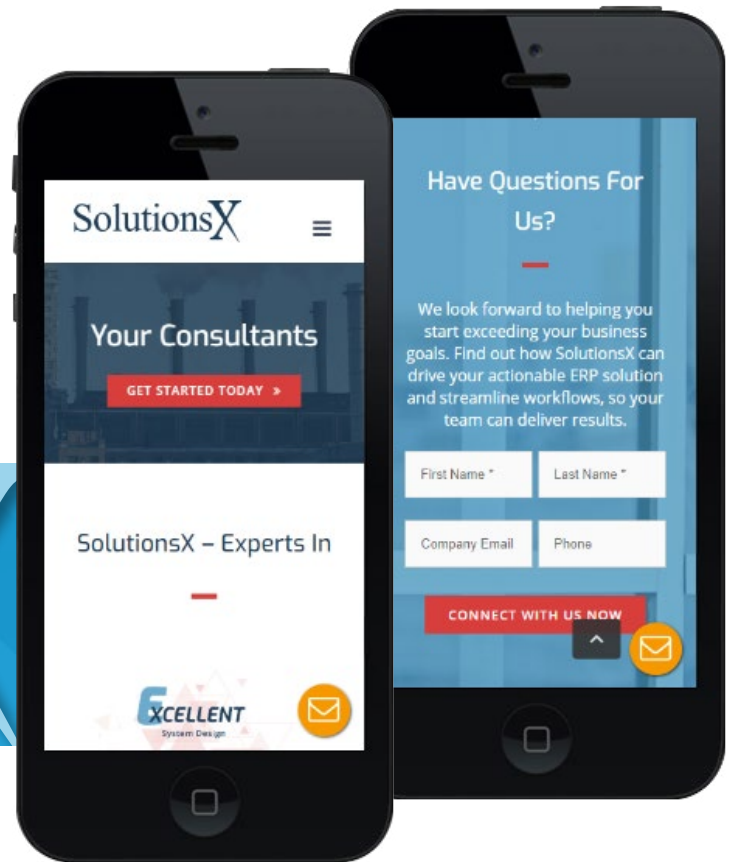 SolutionsX
Your Consultants
GET STARTED TODAY »
SolutionsX – Experts In
EXCELLENT
System Design
Have Questions For
Us?
We look forward to helping you
start exceeding your business
goals. Find out how SolutionsX can
drive your actionable ERP solution
and streamline workflows, so your
team can deliver results.
First Name *
Last Name *
Company Email
Phone
CONNECT WITH US NOW